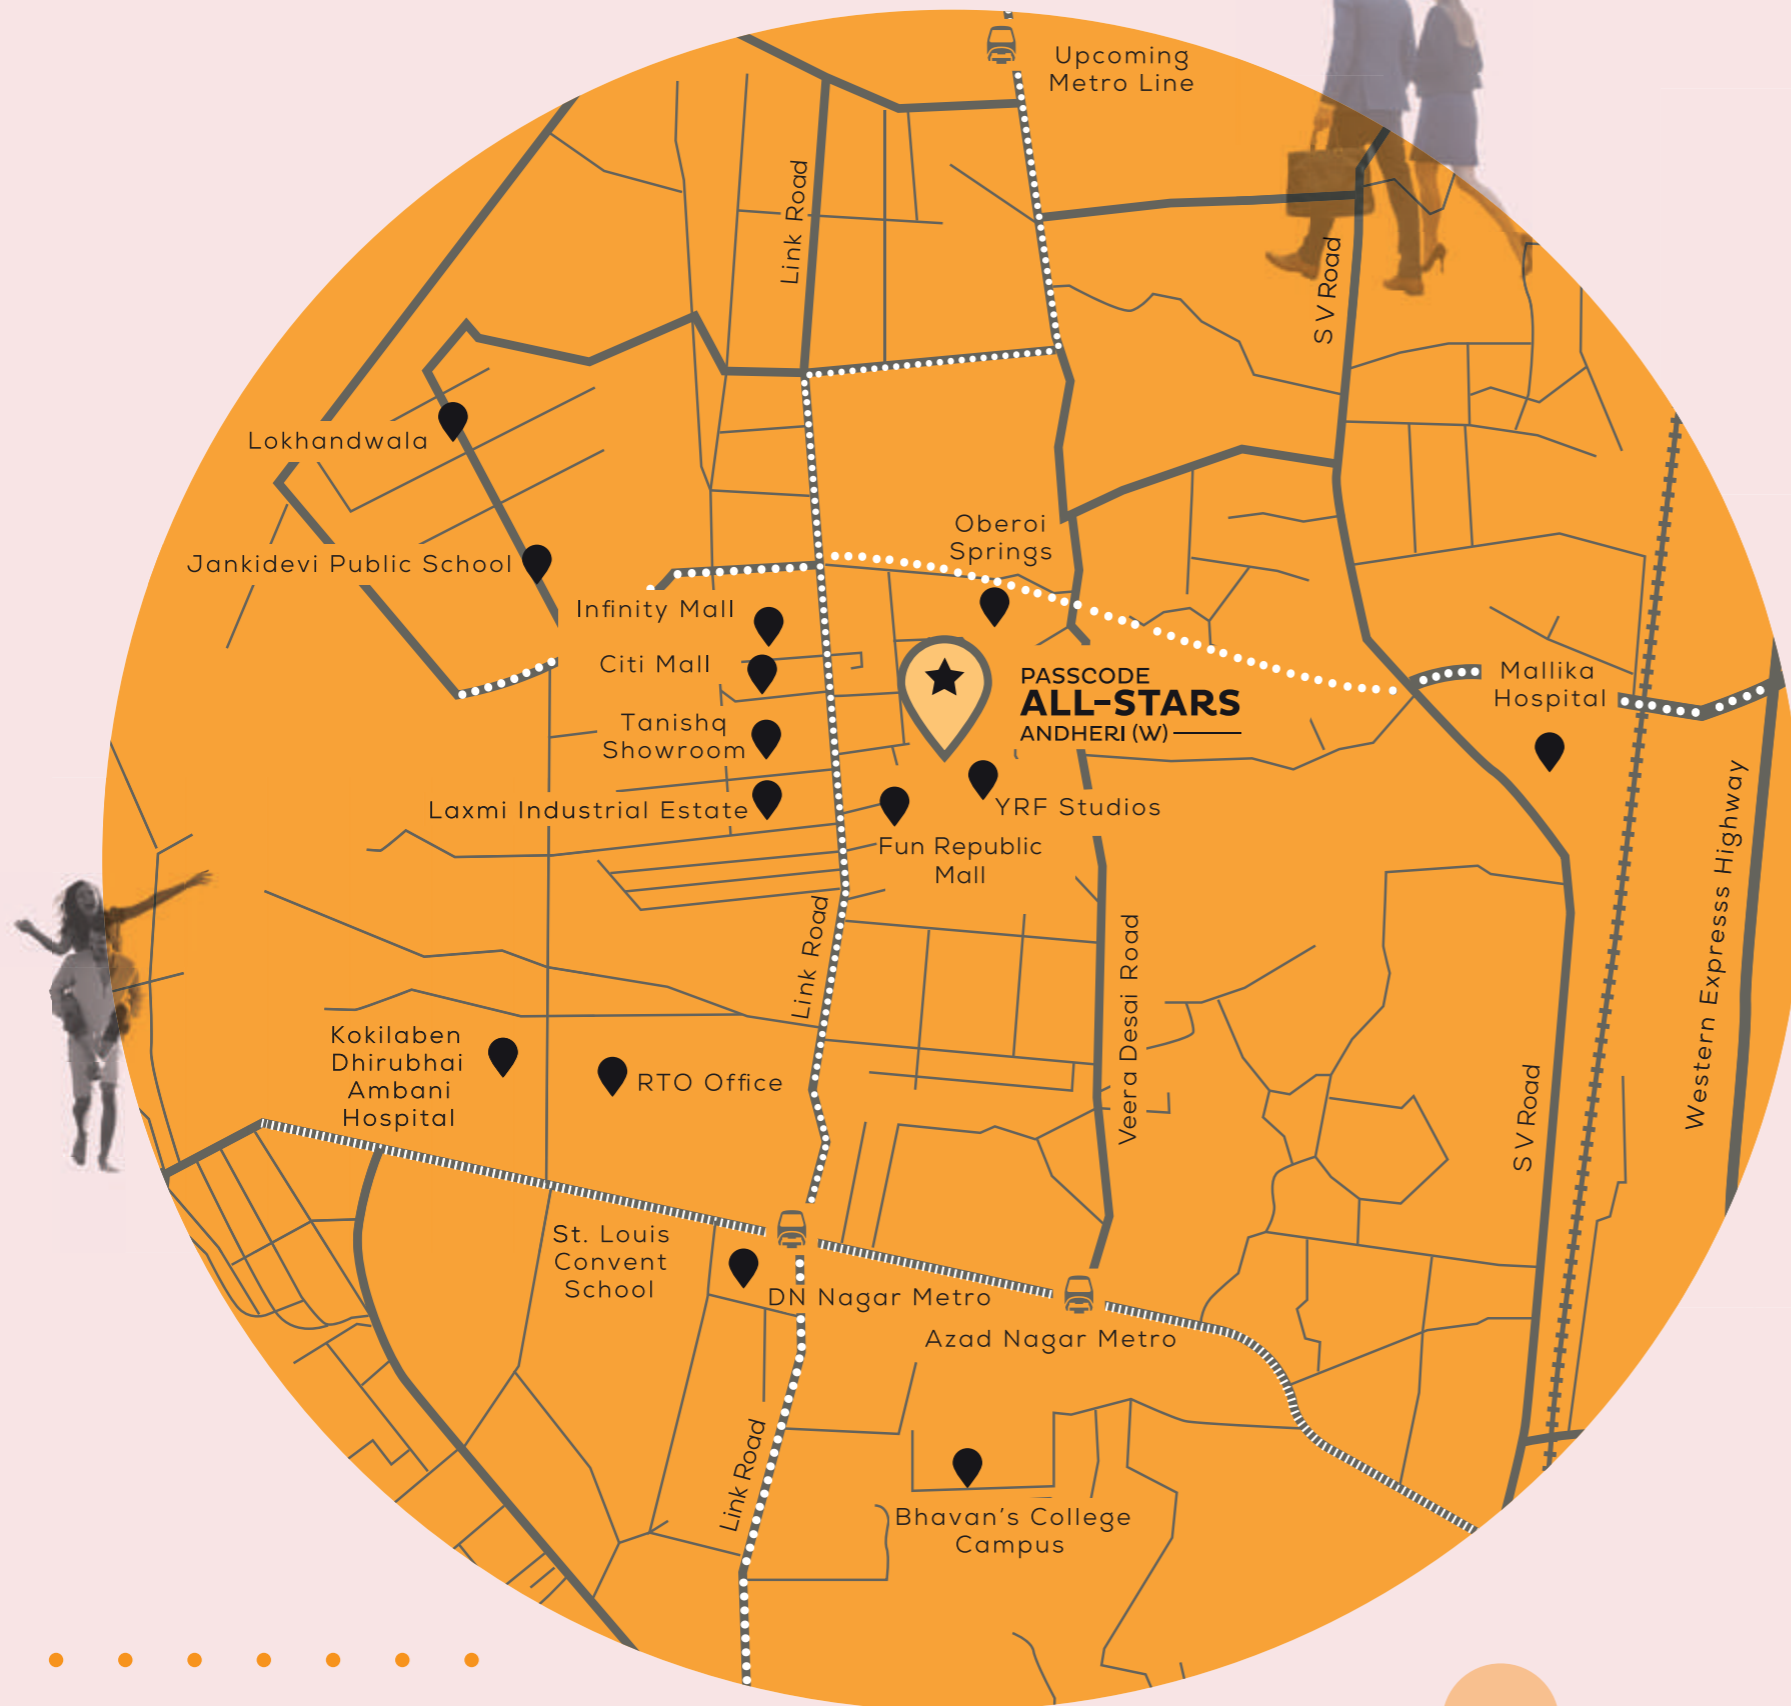 Upcoming
Metro Line
Link Road
S V Road
Lokhandwala
Oberoi
Springs
Jankidevi Public School
Infinity Mall
Citi Mall
PASSCODE
ALL-STARS
ANDHERI (W)
Mallika
Hospital
Tanishq
Showroom
Laxmi Industrial Estate
YRF Studios
Fun Republic
Mall
Western Expresss Highway
Link Road
Veera Desai Road
Kokilaben
Dhirubhai
Ambani
Hospital
RTO Office
S V Road
St. Louis
Convent
School
DN Nagar Metro
Azad Nagar Metro
Link Road
Bhavan's College
Campus